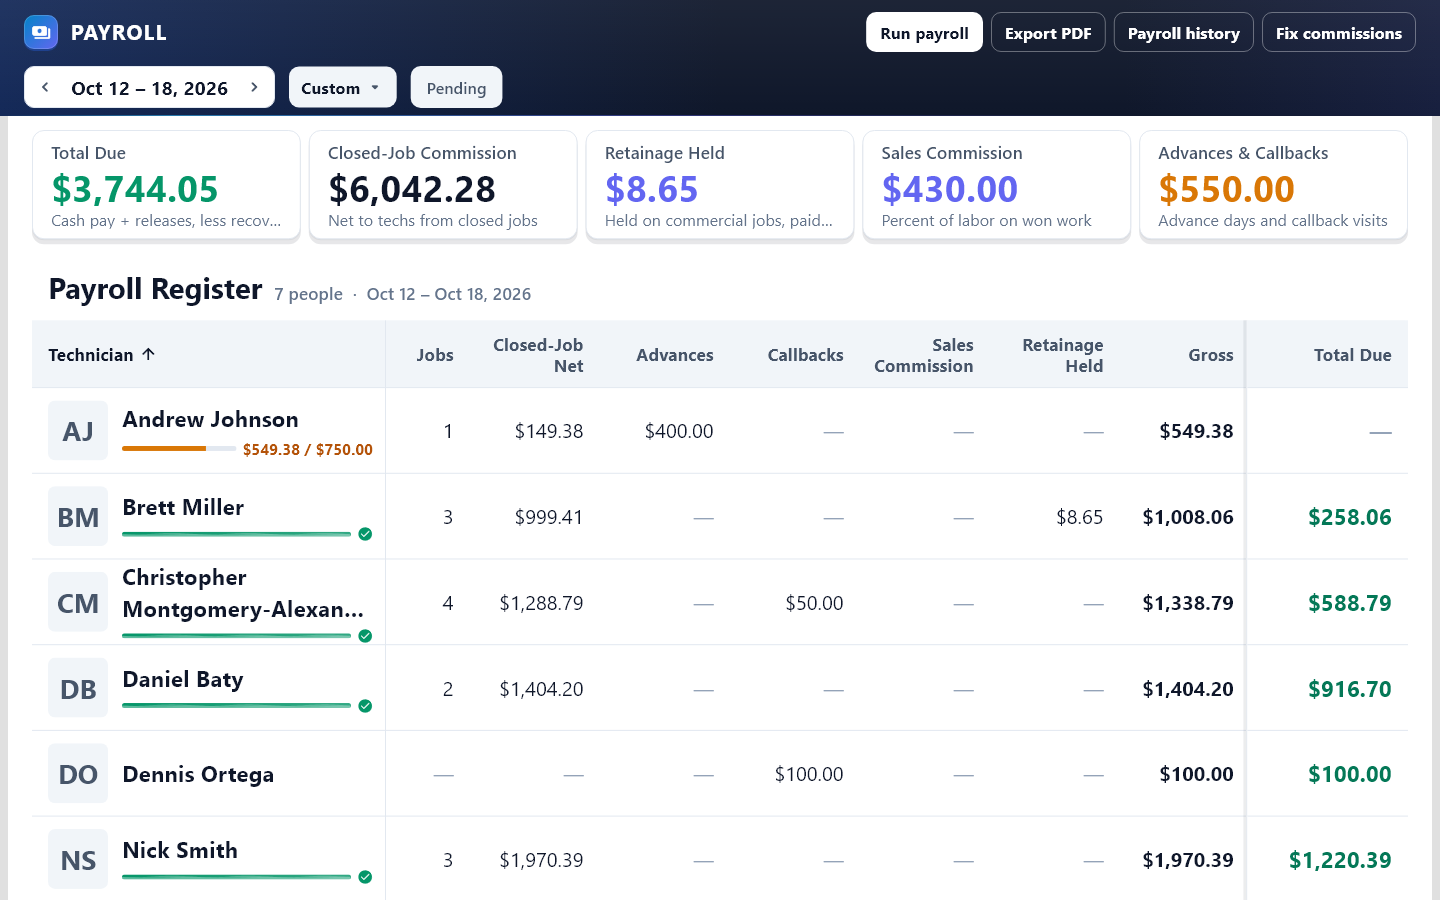 PAYROLL
Run payroll
Export PDF
Payroll history
Fix commissions
Oct 12 – 18, 2026
Custom
Pending
Total Due
$3,744.05
Cash pay + releases, less recov...
Closed-Job Commission
$6,042.28
Net to techs from closed jobs
Retainage Held
$8.65
Held on commercial jobs, paid...
Sales Commission
$430.00
Percent of labor on won work
Advances & Callbacks
$550.00
Advance days and callback visits
Payroll Register 7 people · Oct 12 – Oct 18, 2026
Technician ↑ Jobs Closed-Job Net Advances Callbacks Sales Commission Retainage Held Gross Total Due
AJ Andrew Johnson 1 $149.38 $400.00 — — — $549.38 —
$549.38 / $750.00
BM Brett Miller 3 $999.41 — — — $8.65 $1,008.06 $258.06
CM Christopher
Montgomery-Alexan... 4 $1,288.79 — $50.00 — — $1,338.79 $588.79
DB Daniel Baty 2 $1,404.20 — — — — $1,404.20 $916.70
DO Dennis Ortega — — — $100.00 — — $100.00 $100.00
NS Nick Smith 3 $1,970.39 — — — — $1,970.39 $1,220.39